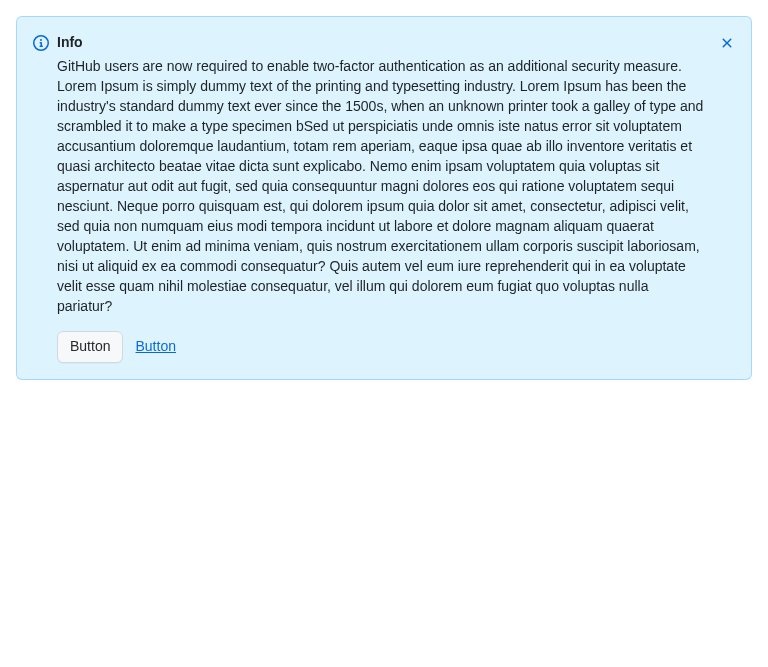 Info
GitHub users are now required to enable two-factor authentication as an additional security measure.
Lorem Ipsum is simply dummy text of the printing and typesetting industry. Lorem Ipsum has been the
industry's standard dummy text ever since the 1500s, when an unknown printer took a galley of type and
scrambled it to make a type specimen bSed ut perspiciatis unde omnis iste natus error sit voluptatem
accusantium doloremque laudantium, totam rem aperiam, eaque ipsa quae ab illo inventore veritatis et
quasi architecto beatae vitae dicta sunt explicabo. Nemo enim ipsam voluptatem quia voluptas sit
aspernatur aut odit aut fugit, sed quia consequuntur magni dolores eos qui ratione voluptatem sequi
nesciunt. Neque porro quisquam est, qui dolorem ipsum quia dolor sit amet, consectetur, adipisci velit,
sed quia non numquam eius modi tempora incidunt ut labore et dolore magnam aliquam quaerat
voluptatem. Ut enim ad minima veniam, quis nostrum exercitationem ullam corporis suscipit laboriosam,
nisi ut aliquid ex ea commodi consequatur? Quis autem vel eum iure reprehenderit qui in ea voluptate
velit esse quam nihil molestiae consequatur, vel illum qui dolorem eum fugiat quo voluptas nulla
pariatur?
Button Button